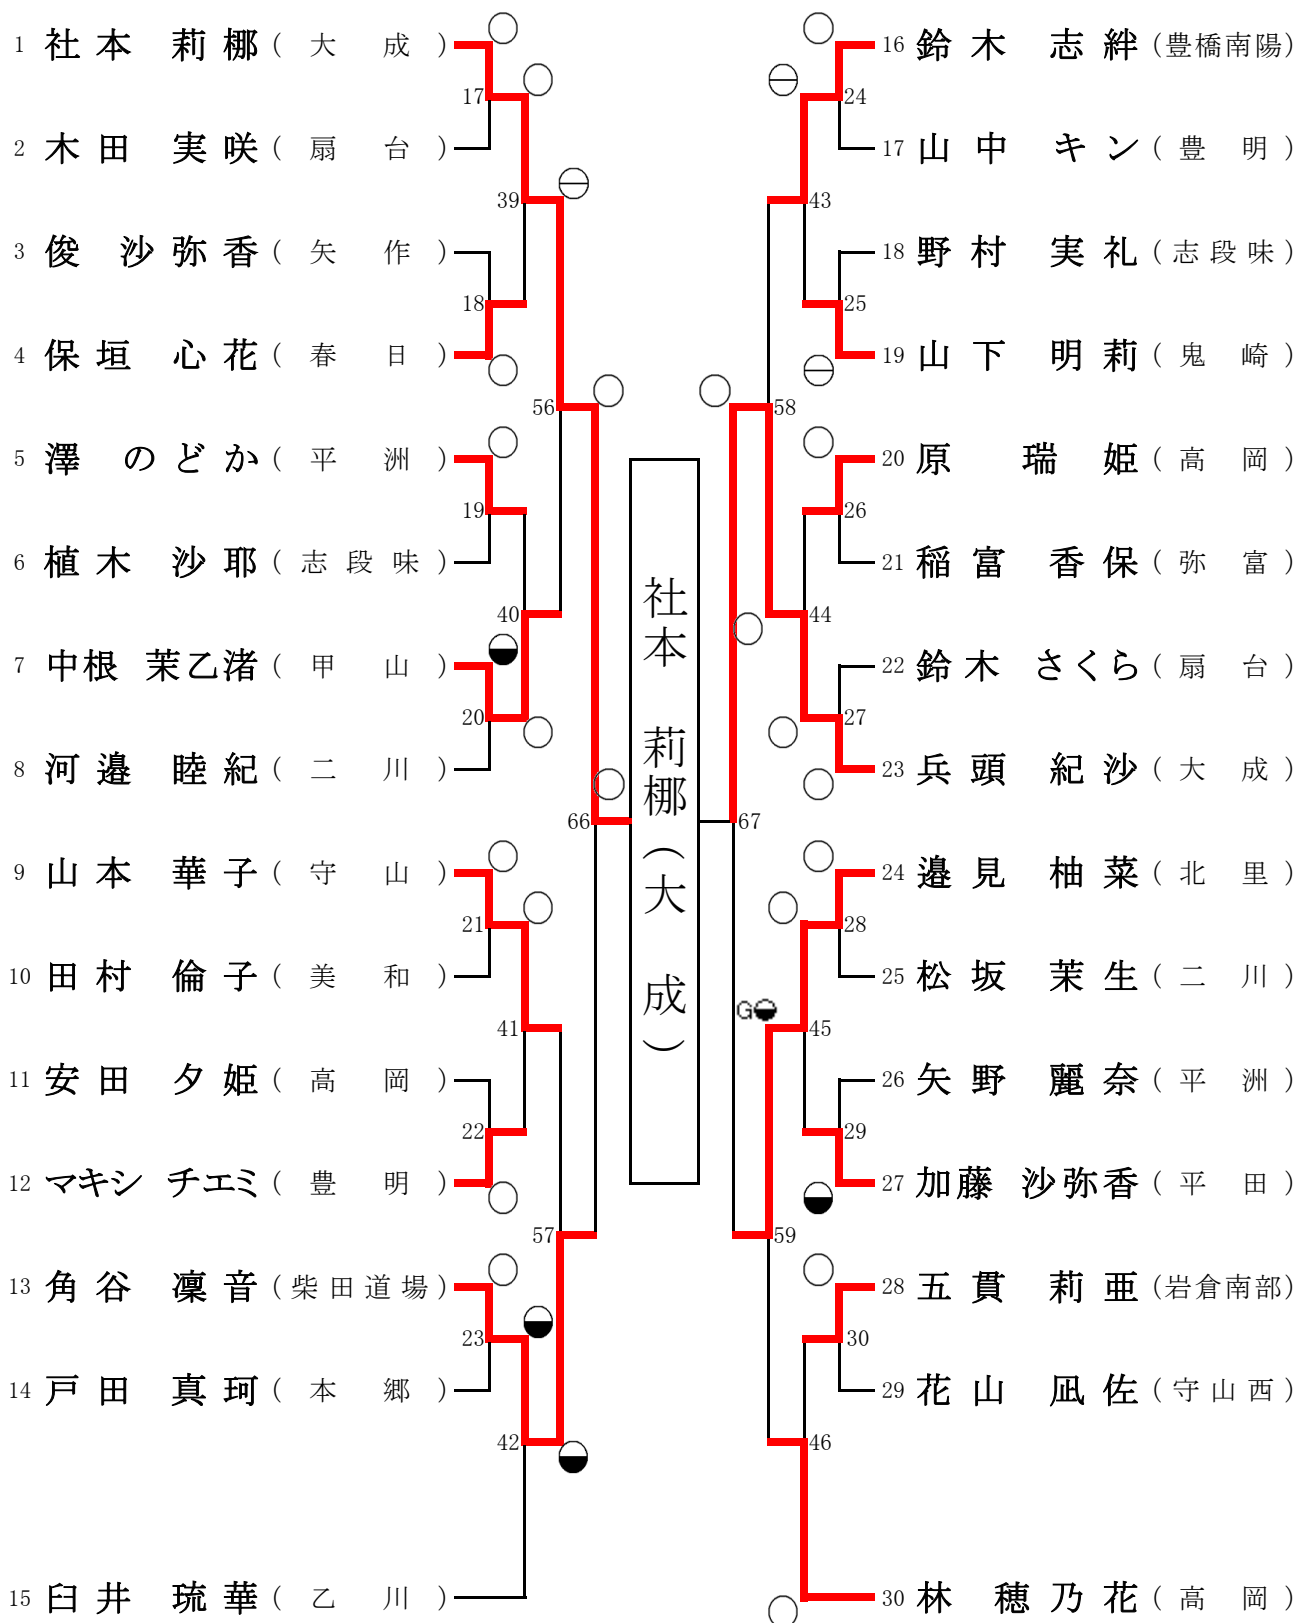 1 社本 莉梛 (大成)
17
2 木田 実咲 (扇台)
39
3 俊 沙弥香 (矢作)
18
4 保垣 心花 (春日)
56
5 澤 のどか (平洲)
19
6 植木 沙耶 (志段味)
40
7 中根 茉乙渚 (甲山)
20
8 河邉 睦紀 (二川)
66
9 山本 華子 (守山)
21
10 田村 倫子 (美和)
41
11 安田 夕姫 (高岡)
22
12 マキシ チエミ (豊明)
57
13 角谷 凜音 (柴田道場)
23
14 戸田 真珂 (本郷)
42
15 臼井 琉華 (乙川)
社本 莉梛(大成)
16 鈴木 志絆 (豊橋南陽)
24
17 山中 キン (豊明)
43
18 野村 実礼 (志段味)
25
19 山下 明莉 (鬼崎)
58
20 原 瑞姫 (高岡)
26
21 稲富 香保 (弥富)
44
22 鈴木 さくら (扇台)
27
23 兵頭 紀沙 (大成)
67
24 邉見 柚菜 (北里)
28
25 松坂 茉生 (二川)
G
45
26 矢野 麗奈 (平洲)
29
27 加藤 沙弥香 (平田)
59
28 五貫 莉亜 (岩倉南部)
30
29 花山 凪佐 (守山西)
46
30 林 穂乃花 (高岡)